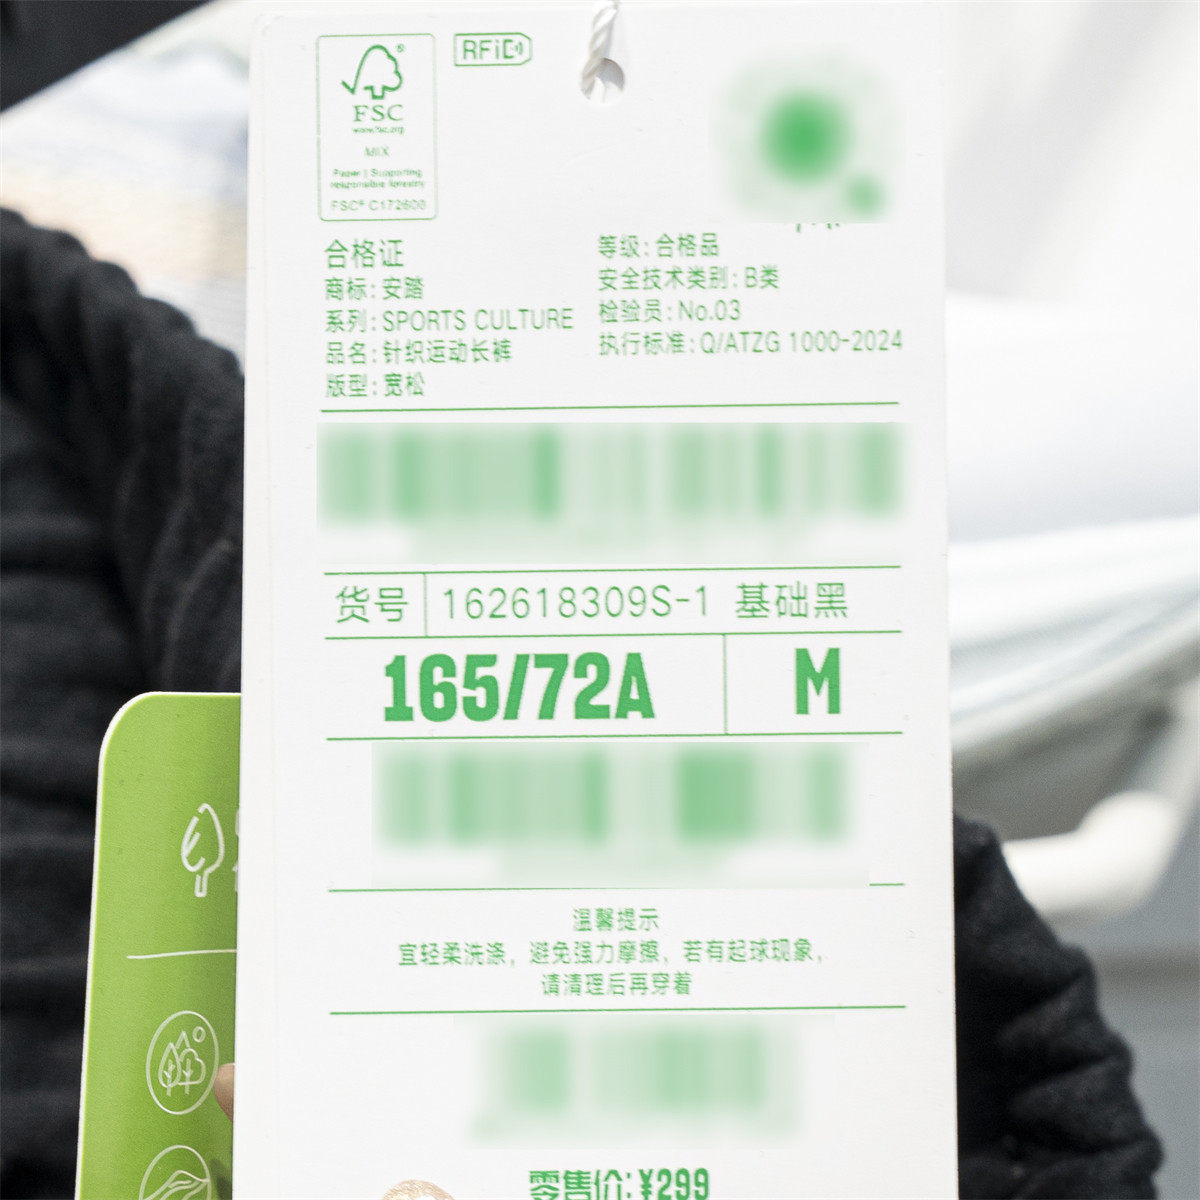 RFiD
FSC
www.fsc.org
MIX
Paper | Supporting
responsible forestry
FSC® C172600
合格证
商标:安踏
系列:SPORTS CULTURE
品名:针织运动长裤
版型:宽松
等级:合格品
安全技术类别:B类
检验员:No.03
执行标准:Q/ATZG 1000-2024
货号 162618309S-1 基础黑
165/72A M
温馨提示
宜轻柔洗涤，避免强力摩擦，若有起球现象，
请清理后再穿着
零售价:¥299